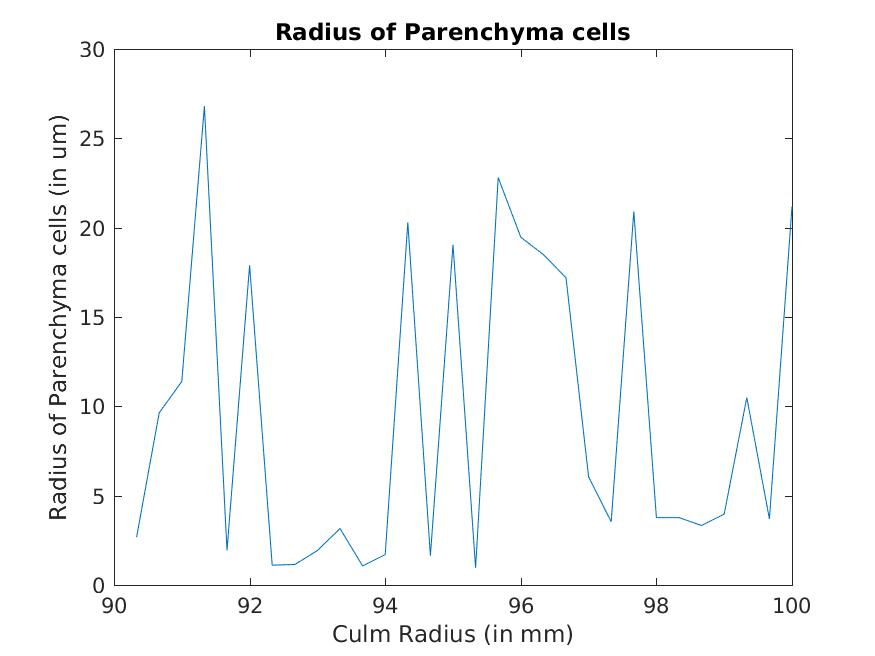 Radius of Parenchyma cells
Radius of Parenchyma cells (in um)
30
25
20
15
10
5
0
90 92 94 96 98 100
Culm Radius (in mm)